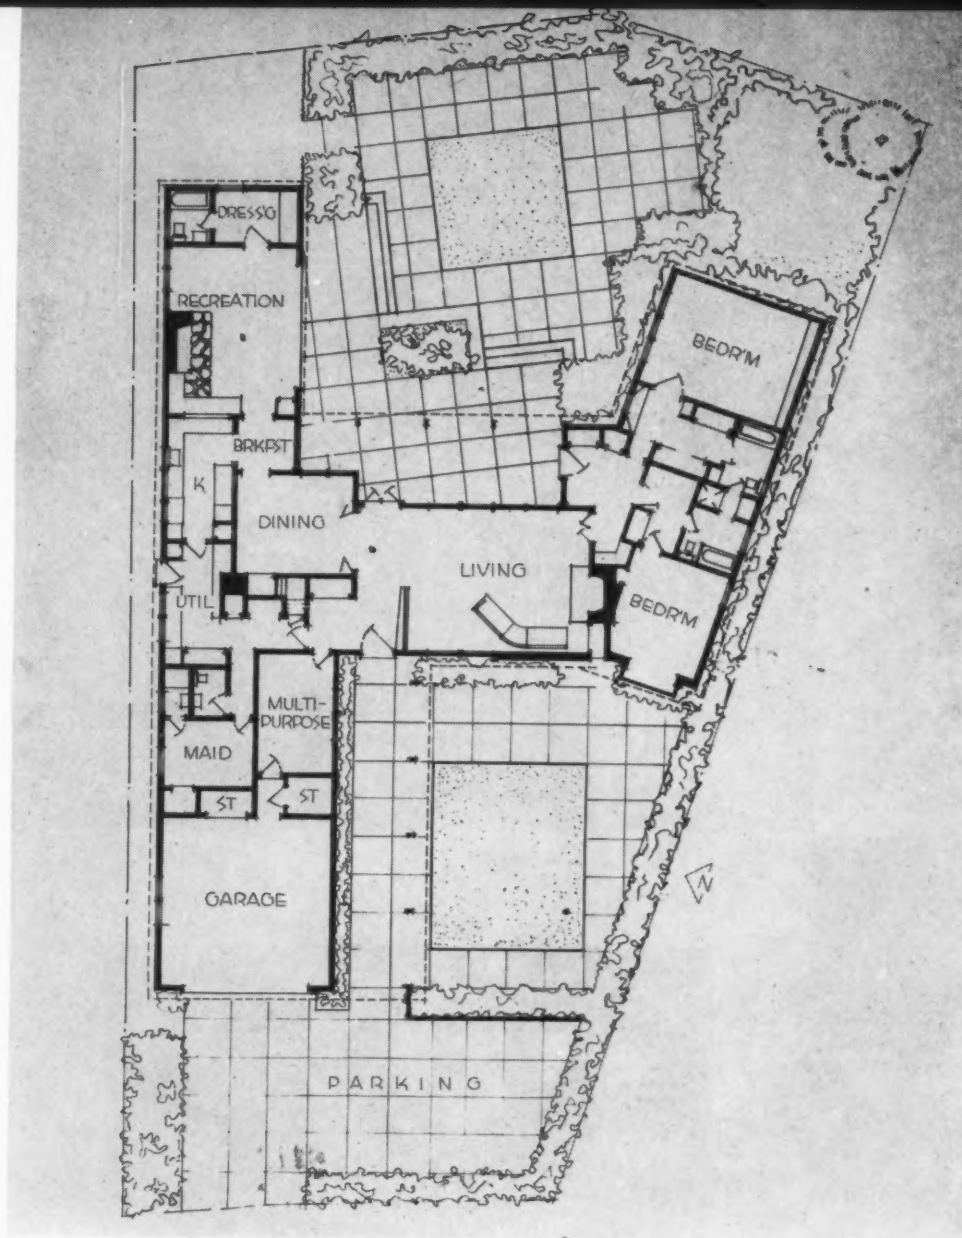 DRESS'G
RECREATION
BEDR'M
BRKFST
K
DINING
LIVING
UTIL
BEDR'M
MULTI-
PURPOSE
MAID
ST
ST
GARAGE
N
PARKING